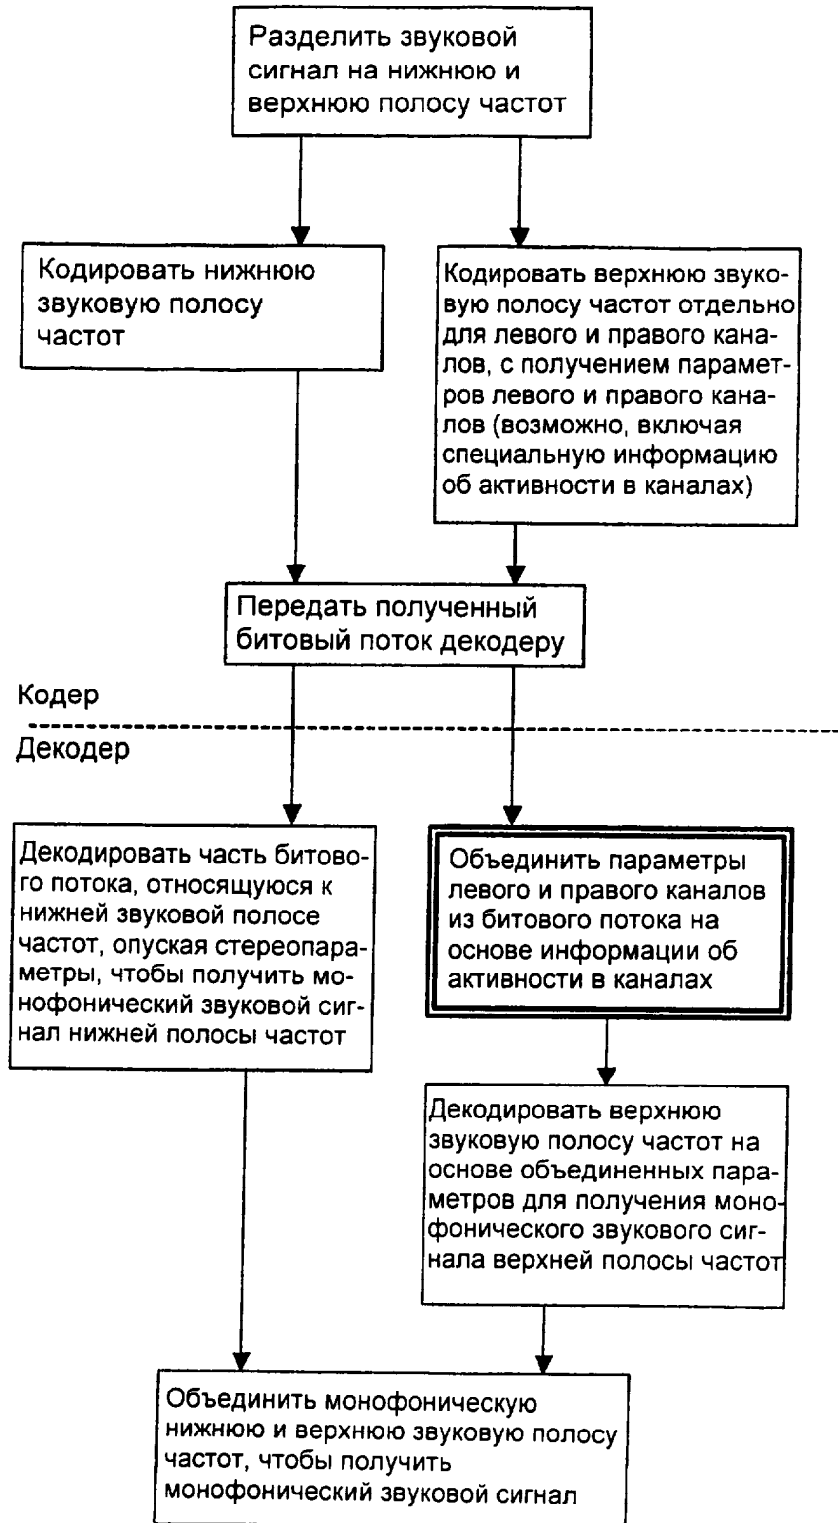 Разделить звуковой
сигнал на нижнюю и
верхнюю полосу частот
Кодировать нижнюю
звуковую полосу
частот
Кодировать верхнюю звуко-
вую полосу частот отдельно
для левого и правого кана-
лов, с получением парамет-
ров левого и правого кана-
лов (возможно, включая
специальную информацию
об активности в каналах)
Передать полученный
битовый поток декодеру
Кодер
Декодер
Декодировать часть битово-
го потока, относящуюся к
нижней звуковой полосе
частот, опуская стереопара-
метры, чтобы получить мо-
нофонический звуковой сиг-
нал нижней полосы частот
Объединить параметры
левого и правого каналов
из битового потока на
основе информации об
активности в каналах
Декодировать верхнюю
звуковую полосу частот на
основе объединенных пара-
метров для получения моно-
фонического звукового сиг-
нала верхней полосы частот
Объединить монофоническую
нижнюю и верхнюю звуковую полосу
частот, чтобы получить
монофонический звуковой сигнал